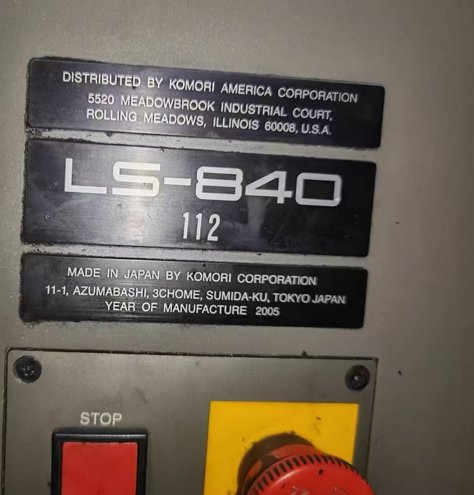 DISTRIBUTED BY KOMORI AMERICA CORPORATION
5520 MEADOWBROOK INDUSTRIAL COURT,
ROLLING MEADOWS, ILLINOIS 60008, U.S.A.
LS-840
112
MADE IN JAPAN BY KOMORI CORPORATION
11-1, AZUMABASHI, 3CHOME, SUMIDA-KU, TOKYO JAPAN
YEAR OF MANUFACTURE 2005
STOP